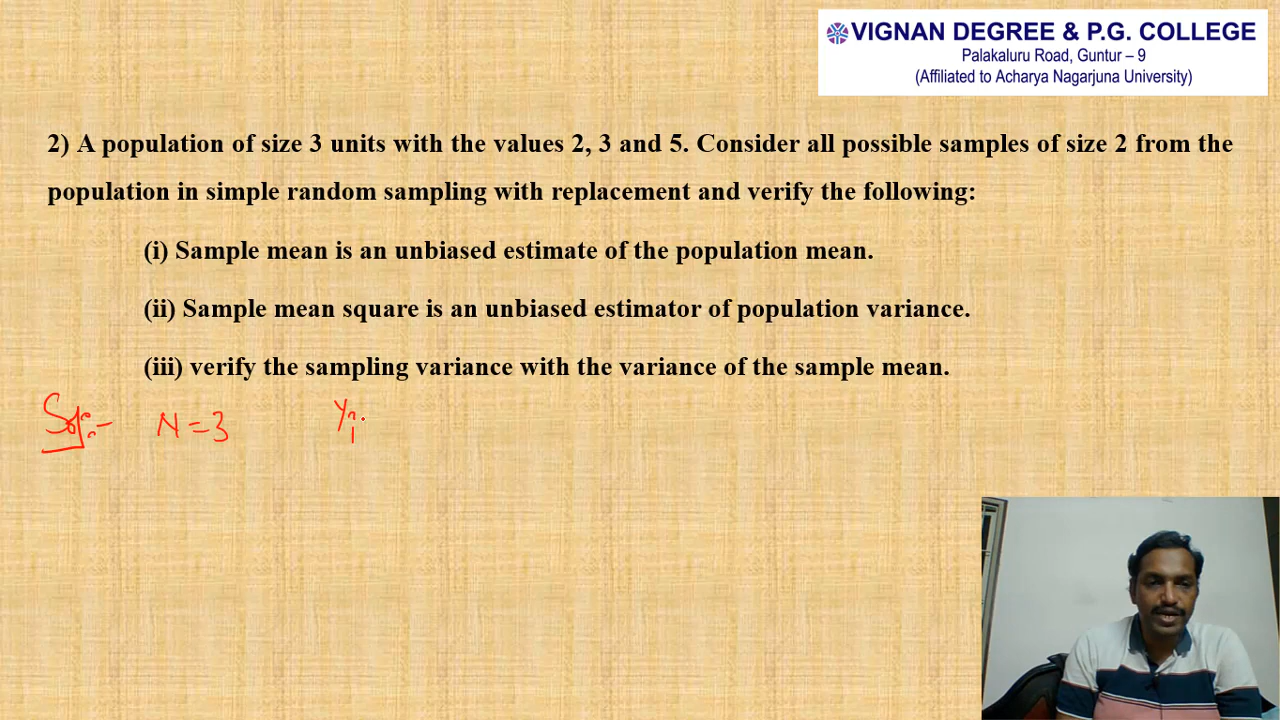 VIGNAN DEGREE & P.G. COLLEGE
Palakaluru Road, Guntur – 9
(Affiliated to Acharya Nagarjuna University)
2) A population of size 3 units with the values 2, 3 and 5. Consider all possible samples of size 2 from the
population in simple random sampling with replacement and verify the following:
(i) Sample mean is an unbiased estimate of the population mean.
(ii) Sample mean square is an unbiased estimator of population variance.
(iii) verify the sampling variance with the variance of the sample mean.
N = 3